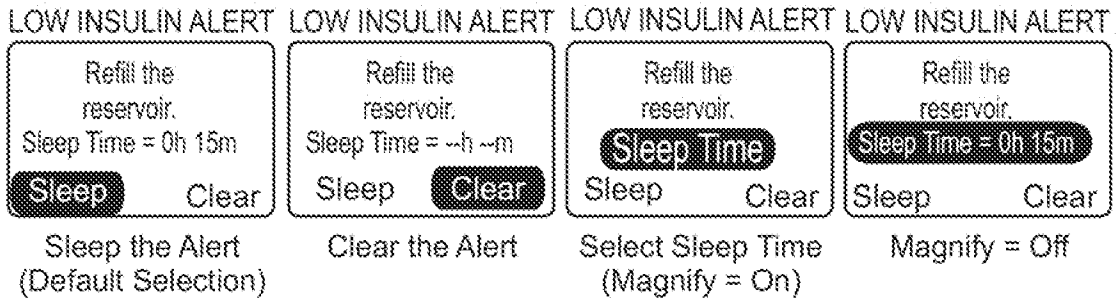 LOW INSULIN ALERT
Refill the
reservoir.
Sleep Time = 0h 15m
Sleep Clear
Sleep the Alert
(Default Selection)
LOW INSULIN ALERT
Refill the
reservoir.
Sleep Time = --h --m
Sleep Clear
Clear the Alert
LOW INSULIN ALERT
Refill the
reservoir.
Sleep Time
Sleep Clear
Select Sleep Time
(Magnify = On)
LOW INSULIN ALERT
Refill the
reservoir.
Sleep Time = 0h 15m
Sleep Clear
Magnify = Off